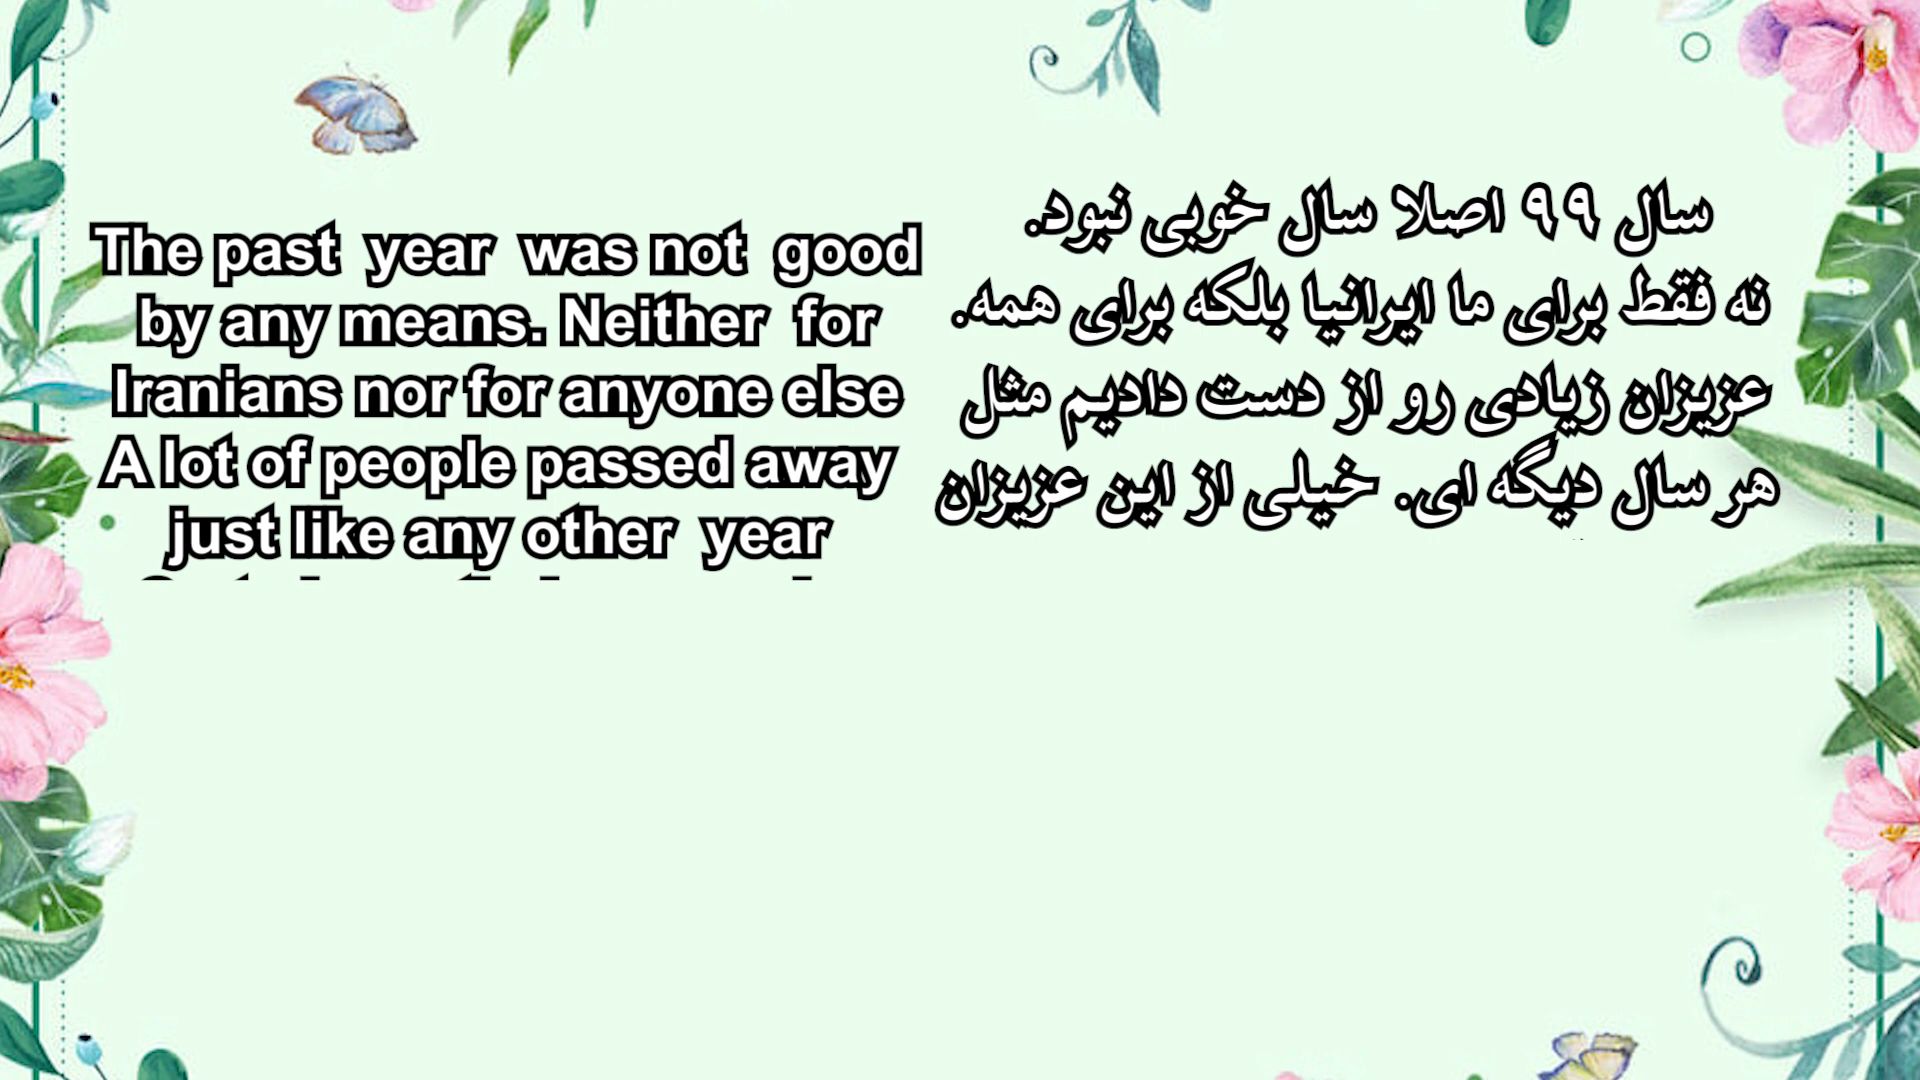 The past year was not good
by any means. Neither for
Iranians nor for anyone else
A lot of people passed away
just like any other year
سال ۹۹ اصلا سال خوبی نبود.
نه فقط برای ما ایرانیا بلکه برای همه.
عزیزان زیادی رو از دست دادیم مثل
هر سال دیگه ای. خیلی از این عزیزان